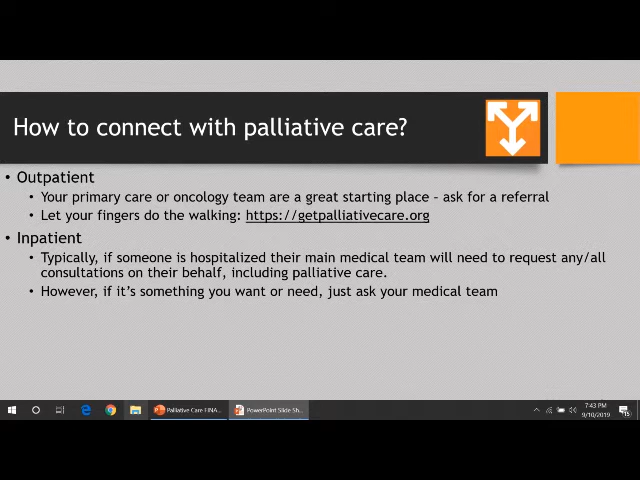 How to connect with palliative care?
• Outpatient
• Your primary care or oncology team are a great starting place – ask for a referral
• Let your fingers do the walking: https://getpalliativecare.org
• Inpatient
• Typically, if someone is hospitalized their main medical team will need to request any/all
consultations on their behalf, including palliative care.
• However, if it's something you want or need, just ask your medical team
Palliative Care FINA...
PowerPoint Slide Sh...
7:43 PM
9/10/2019
15